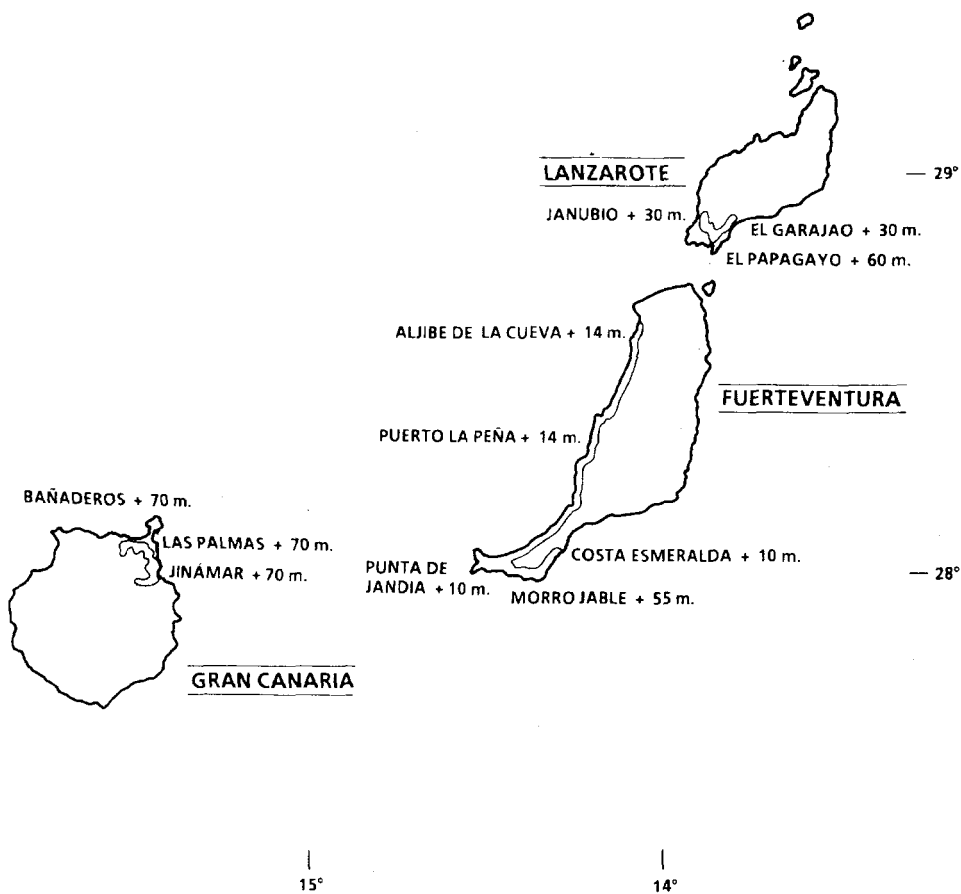 LANZAROTE
29°
JANUBIO + 30 m.
EL GARAJAO + 30 m.
EL PAPAGAYO + 60 m.
ALJIBE DE LA CUEVA + 14 m.
FUERTEVENTURA
PUERTO LA PEÑA + 14 m.
BAÑADEROS + 70 m.
LAS PALMAS + 70 m.
JINÁMAR + 70 m.
COSTA ESMERALDA + 10 m.
PUNTA DE
JANDIA + 10 m.
28°
MORRO JABLE + 55 m.
GRAN CANARIA
15°
14°